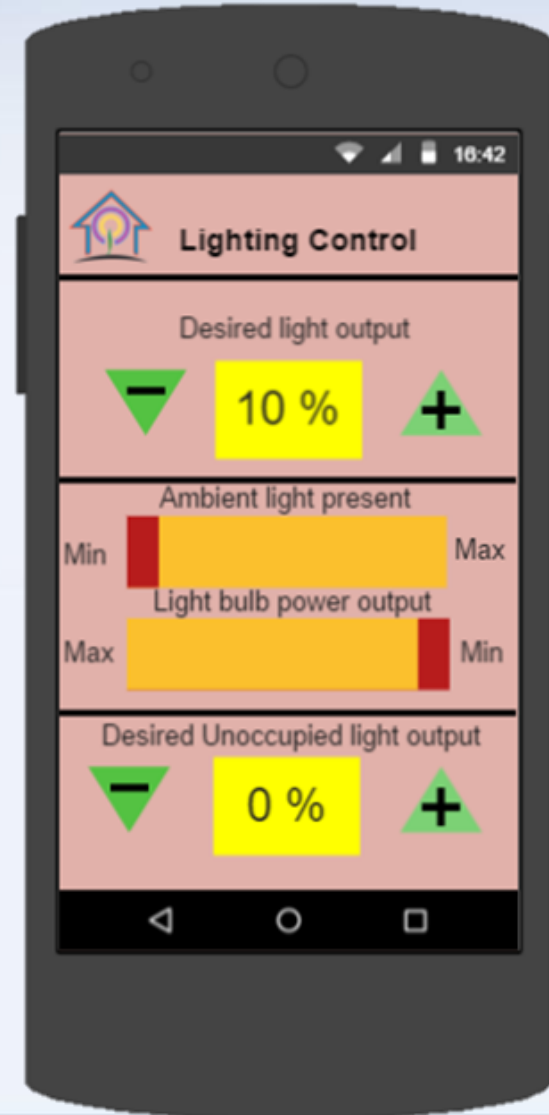 16:42
Lighting Control
Desired light output
− 10 % +
Ambient light present
Min Max
Light bulb power output
Max Min
Desired Unoccupied light output
− 0 % +